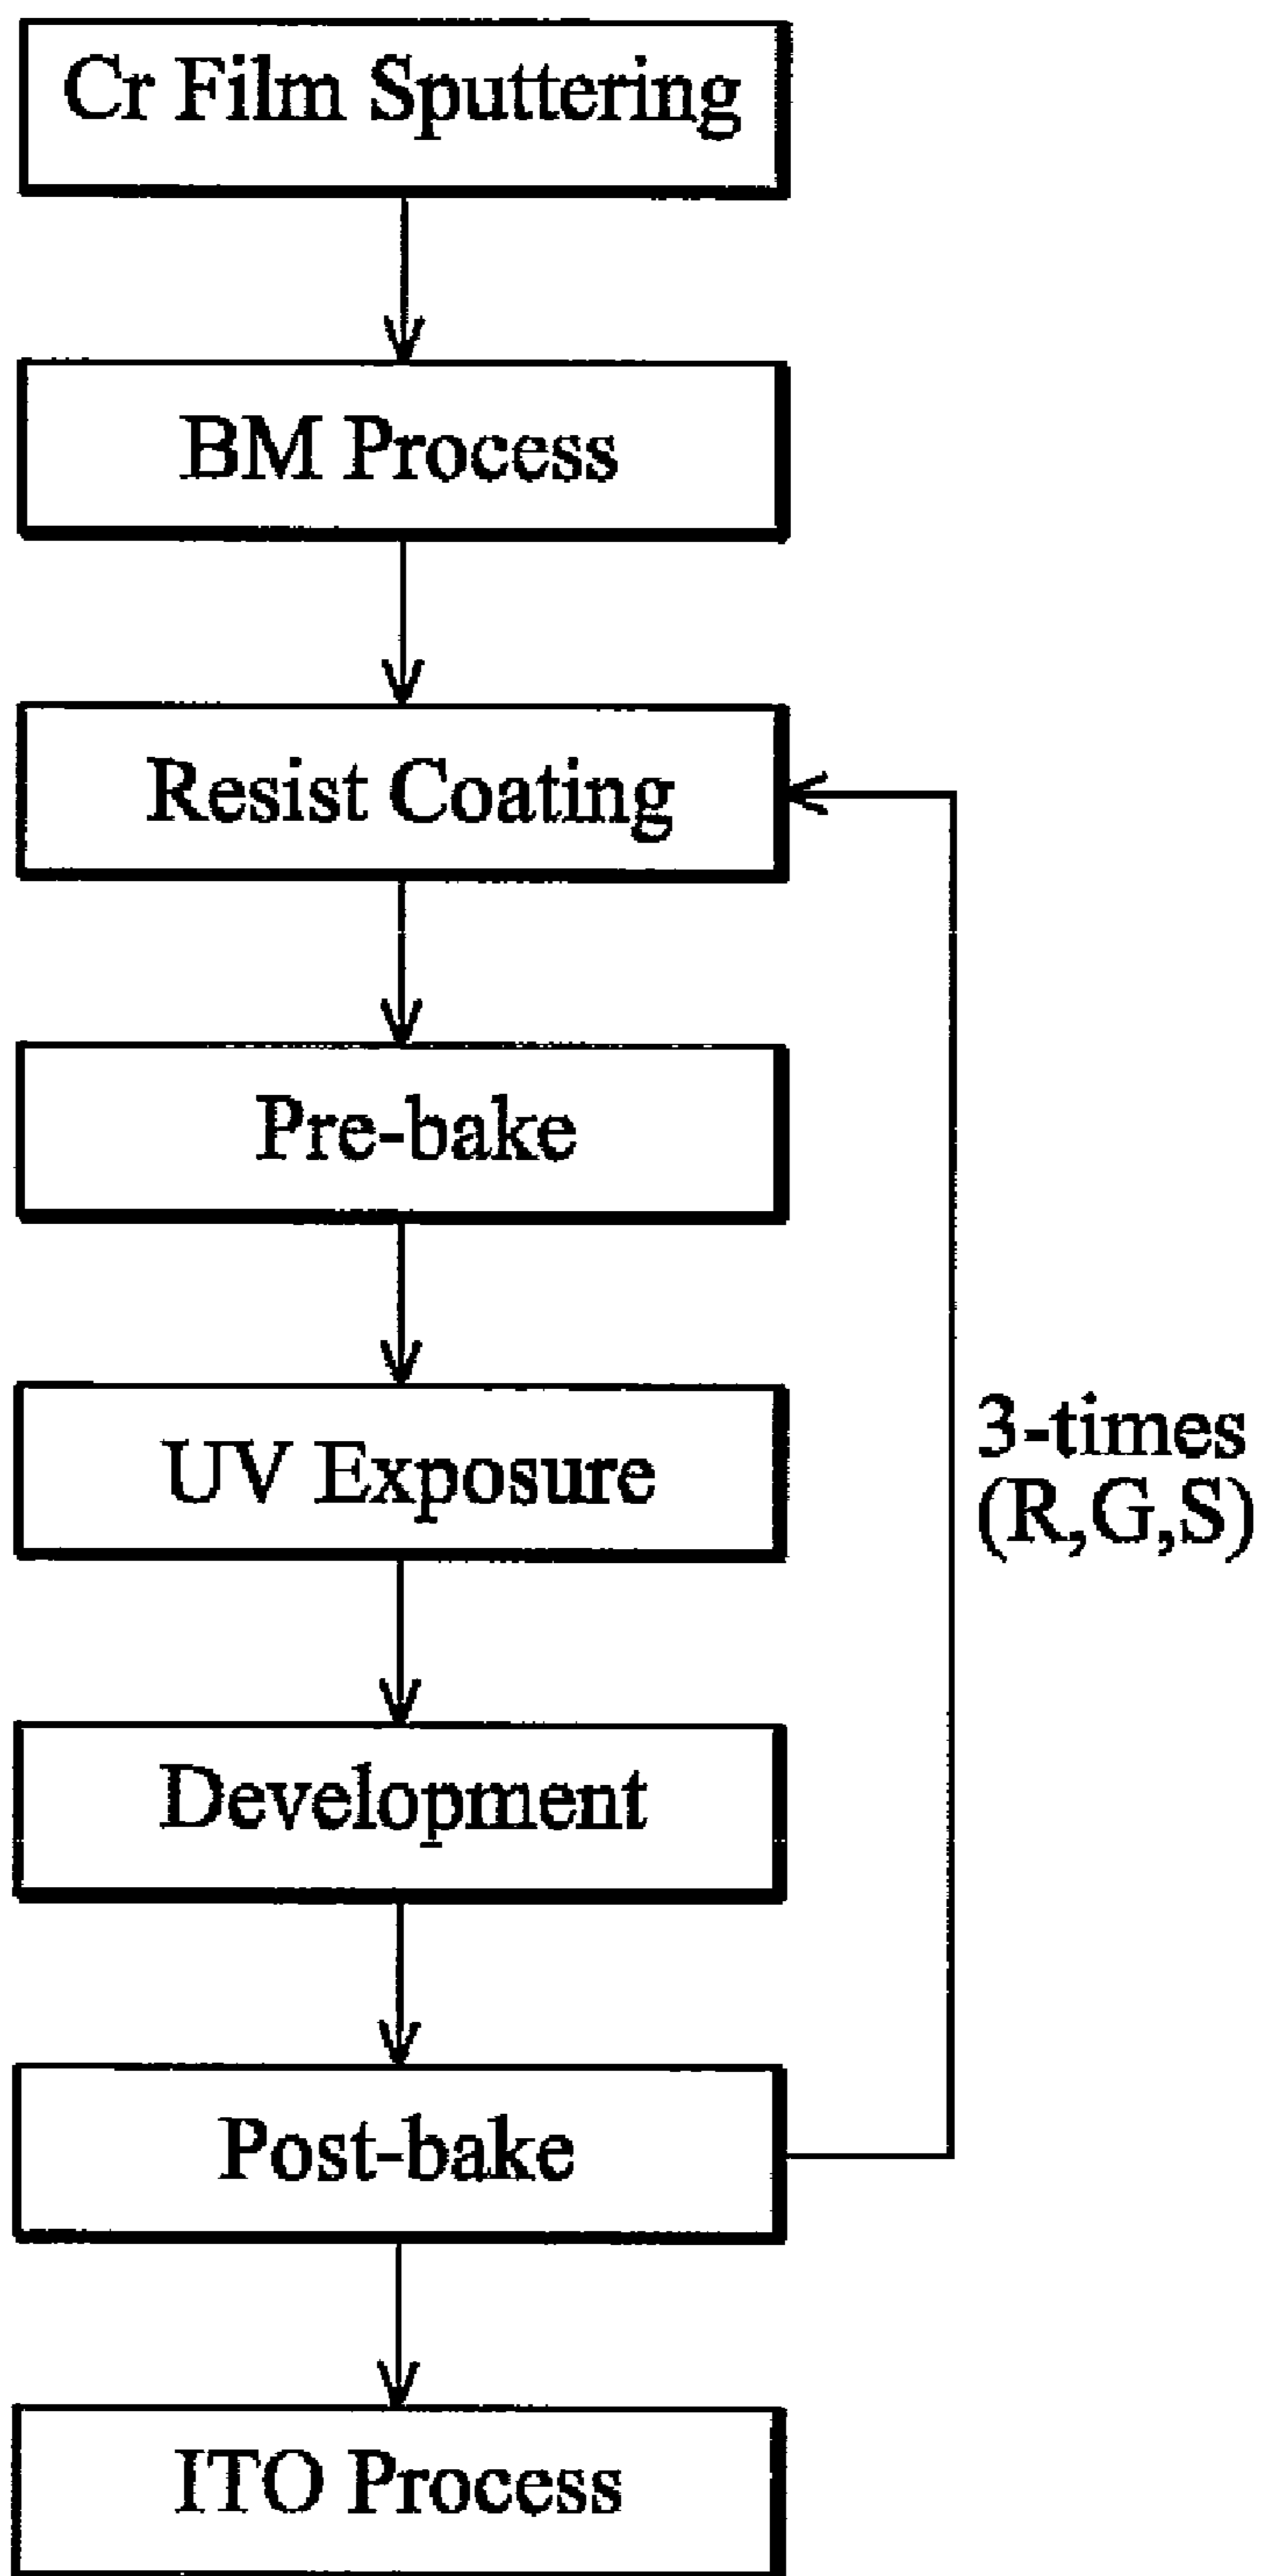 Cr Film Sputtering
BM Process
Resist Coating
Pre-bake
UV Exposure
3-times
(R,G,S)
Development
Post-bake
ITO Process